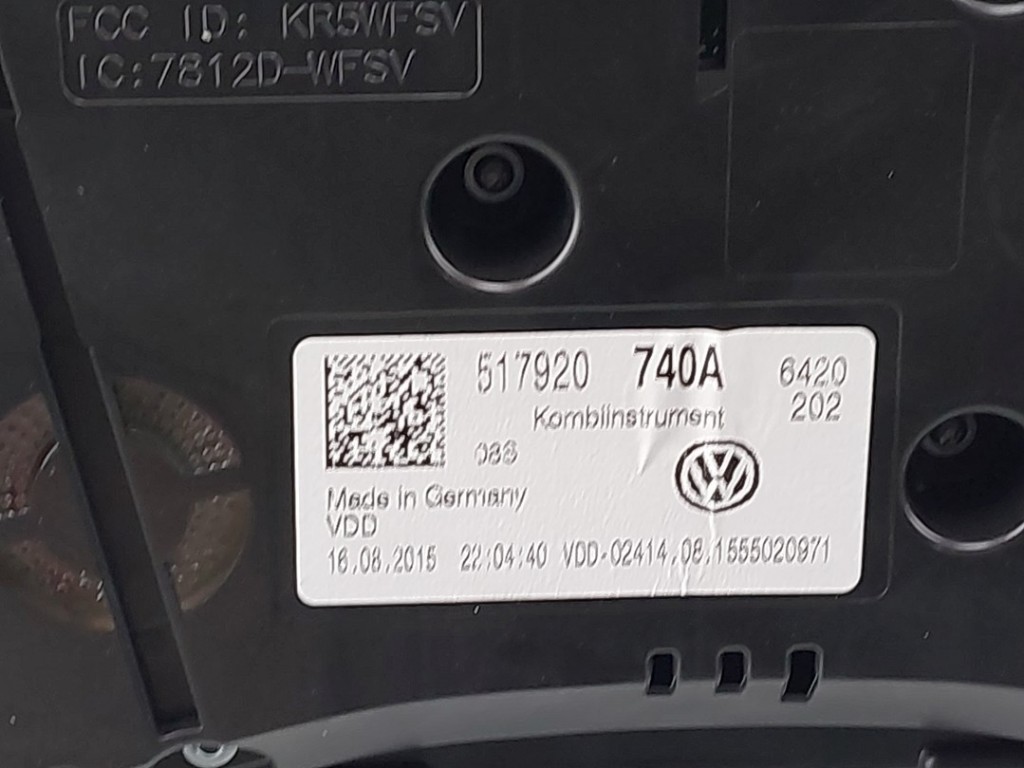 FCC ID: KR5WFSV
IC:7812D-WFSV
517920 740A 6420
Kombiinstrument 202
Made in Germany
VDD
16.08.2015 22:04:40 VDD-02414.08.1555020971